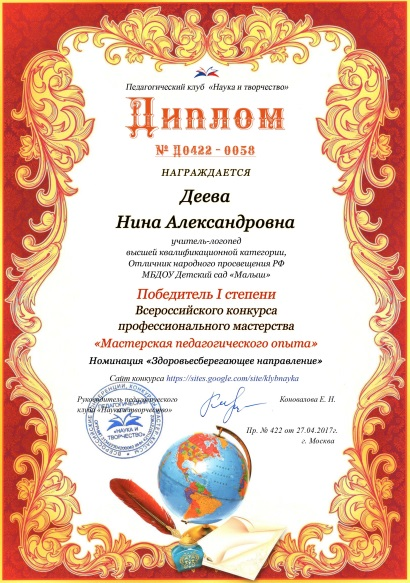 Педагогический клуб «Наука и творчество»
Диплом
№ Д0422 - 0058
НАГРАЖДАЕТСЯ
Деева
Нина Александровна
учитель-логопед
высшей квалификационной категории,
Отличник народного просвещения РФ
МБДОУ Детский сад «Малыш»
Победитель I степени
Всероссийского конкурса
профессионального мастерства
«Мастерская педагогического опыта»
Номинация «Здоровьесберегающее направление»
Сайт конкурса https://sites.google.com/site/klybnayka
Руководитель педагогического
клуба «Наука и творчество»
Коновалова Е. И.
«НАУКА И
ТВОРЧЕСТВО»
Пр. № 422 от 27.04.2017г.
г. Москва